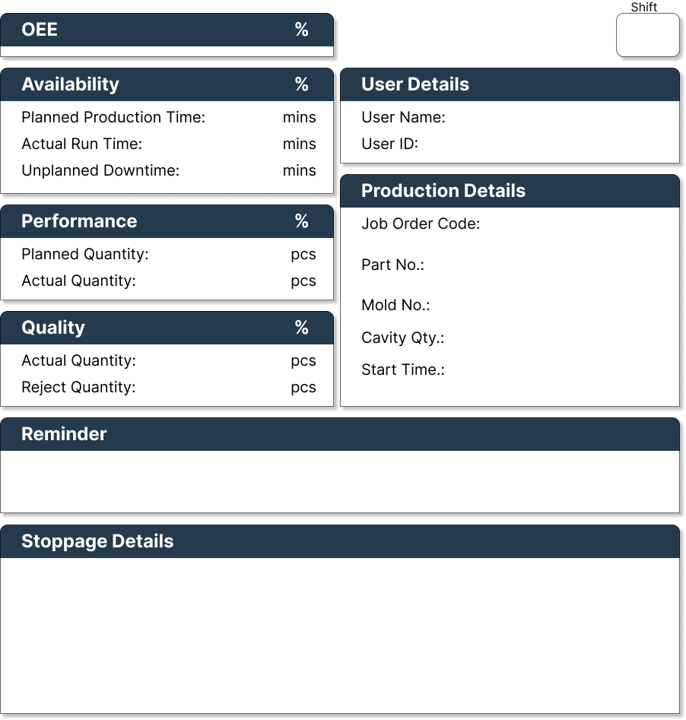 Shift
OEE %
Availability %
Planned Production Time: mins
Actual Run Time: mins
Unplanned Downtime: mins
Performance %
Planned Quantity: pcs
Actual Quantity: pcs
Quality %
Actual Quantity: pcs
Reject Quantity: pcs
User Details
User Name:
User ID:
Production Details
Job Order Code:
Part No.:
Mold No.:
Cavity Qty.:
Start Time.:
Reminder
Stoppage Details